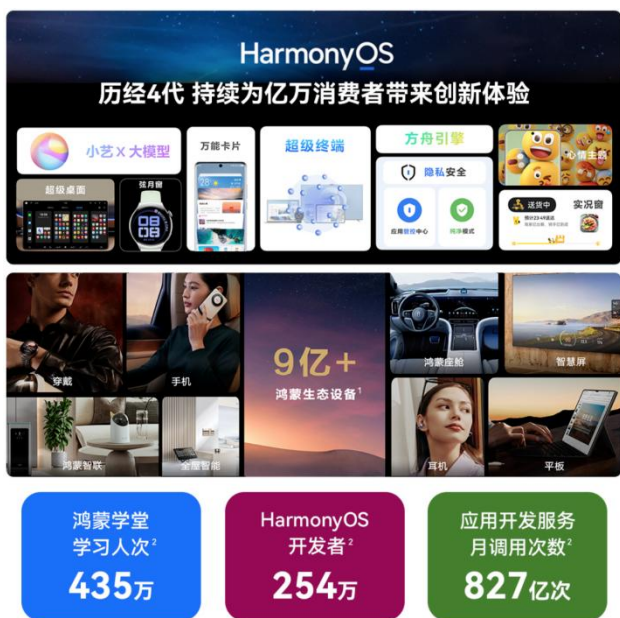 HarmonyOS
历经4代 持续为亿万消费者带来创新体验
小艺X大模型
超级桌面
弦月窗
万能卡片
超级终端
方舟引擎
隐私安全
应用管控中心
纯净模式
心情主题
送货中
实况窗
穿戴
手机
9亿+
鸿蒙生态设备1
鸿蒙座舱
智慧屏
鸿蒙智联
全屋智能
耳机
平板
鸿蒙学堂
学习人次2
435万
HarmonyOS
开发者2
254万
应用开发服务
月调用次数2
827亿次